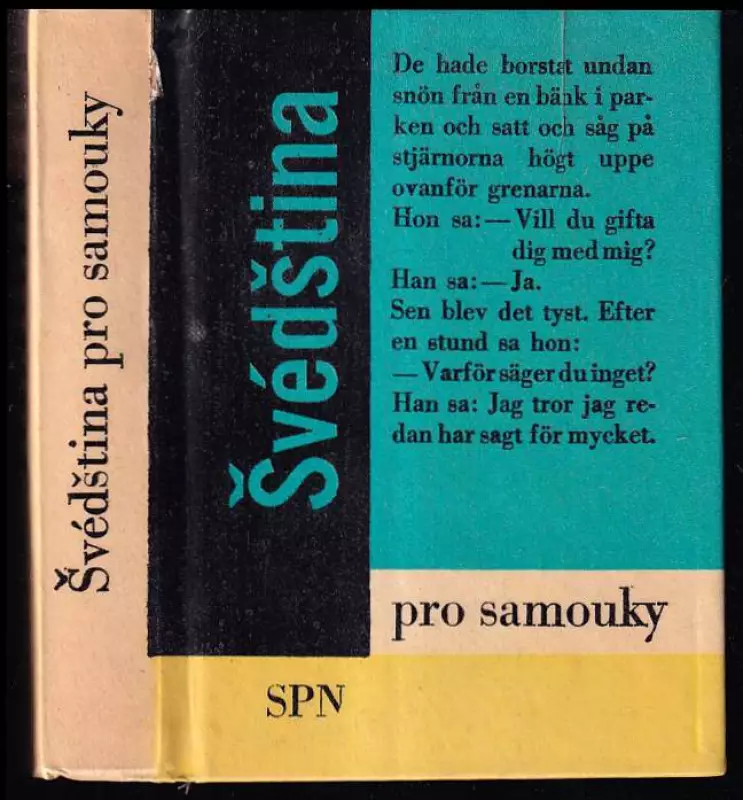 Švédština pro samouky
Švédština
De hade borstat undan
snön från en bänk i par-
ken och satt och såg på
stjärnorna högt uppe
ovanför grenarna.
Hon sa: — Vill du gifta
dig med mig?
Han sa: — Ja.
Sen blev det tyst. Efter
en stund sa hon:
— Varför säger du inget?
Han sa: Jag tror jag re-
dan har sagt för mycket.
pro samouky
SPN